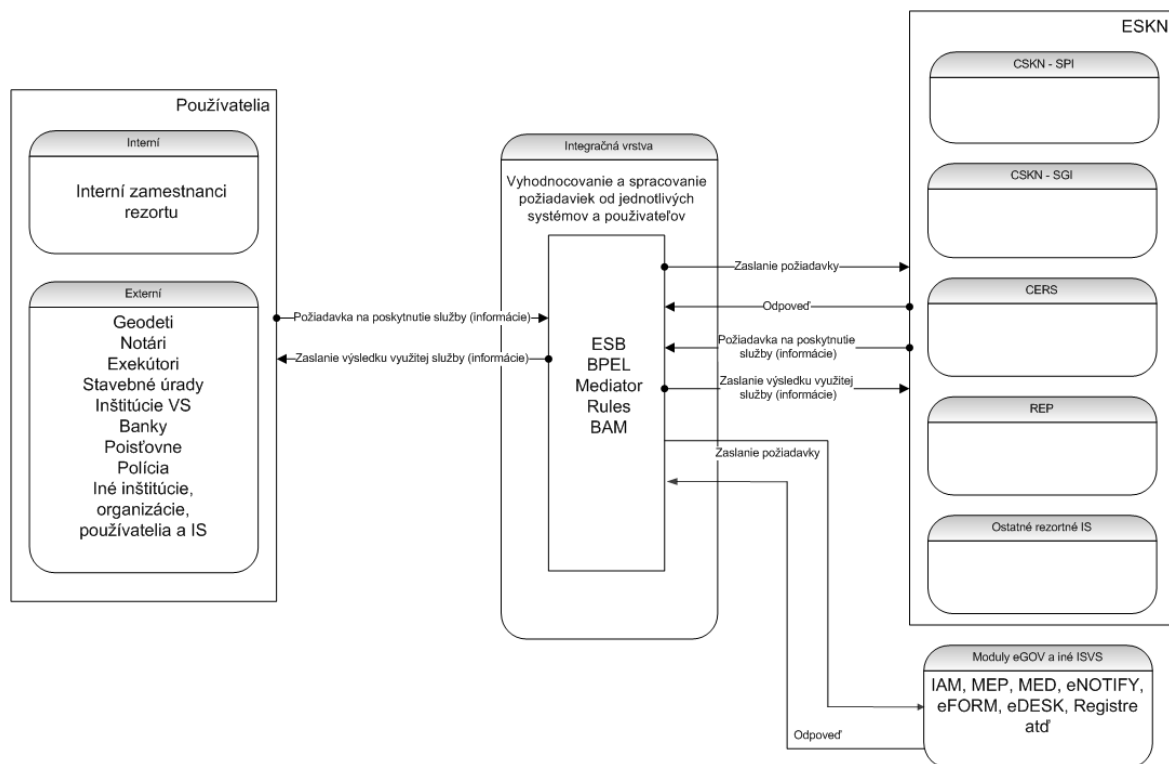 Používatelia
Interní
Interní zamestnanci
rezortu
Externí
Geodeti
Notári
Exekútori
Stavebné úrady
Inštitúcie VS
Banky
Poisťovne
Polícia
Iné inštitúcie,
organizácie,
používatelia a IS
Požiadavka na poskytnutie služby (informácie)
Zaslanie výsledku využitej služby (informácie)
Integračná vrstva
Vyhodnocovanie a spracovanie
požiadaviek od jednotlivých
systémov a použivateľov
ESB
BPEL
Mediator
Rules
BAM
Zaslanie požiadavky
Odpoveď
Požiadavka na poskytnutie
služby (informácie)
Zaslanie výsledku využitej
služby (informácie)
Zaslanie požiadavky
Odpoveď
ESKN
CSKN - SPI
CSKN - SGI
CERS
REP
Ostatné rezortné IS
Moduly eGOV a iné ISVS
IAM, MEP, MED, eNOTIFY,
eFORM, eDESK, Registre
atď